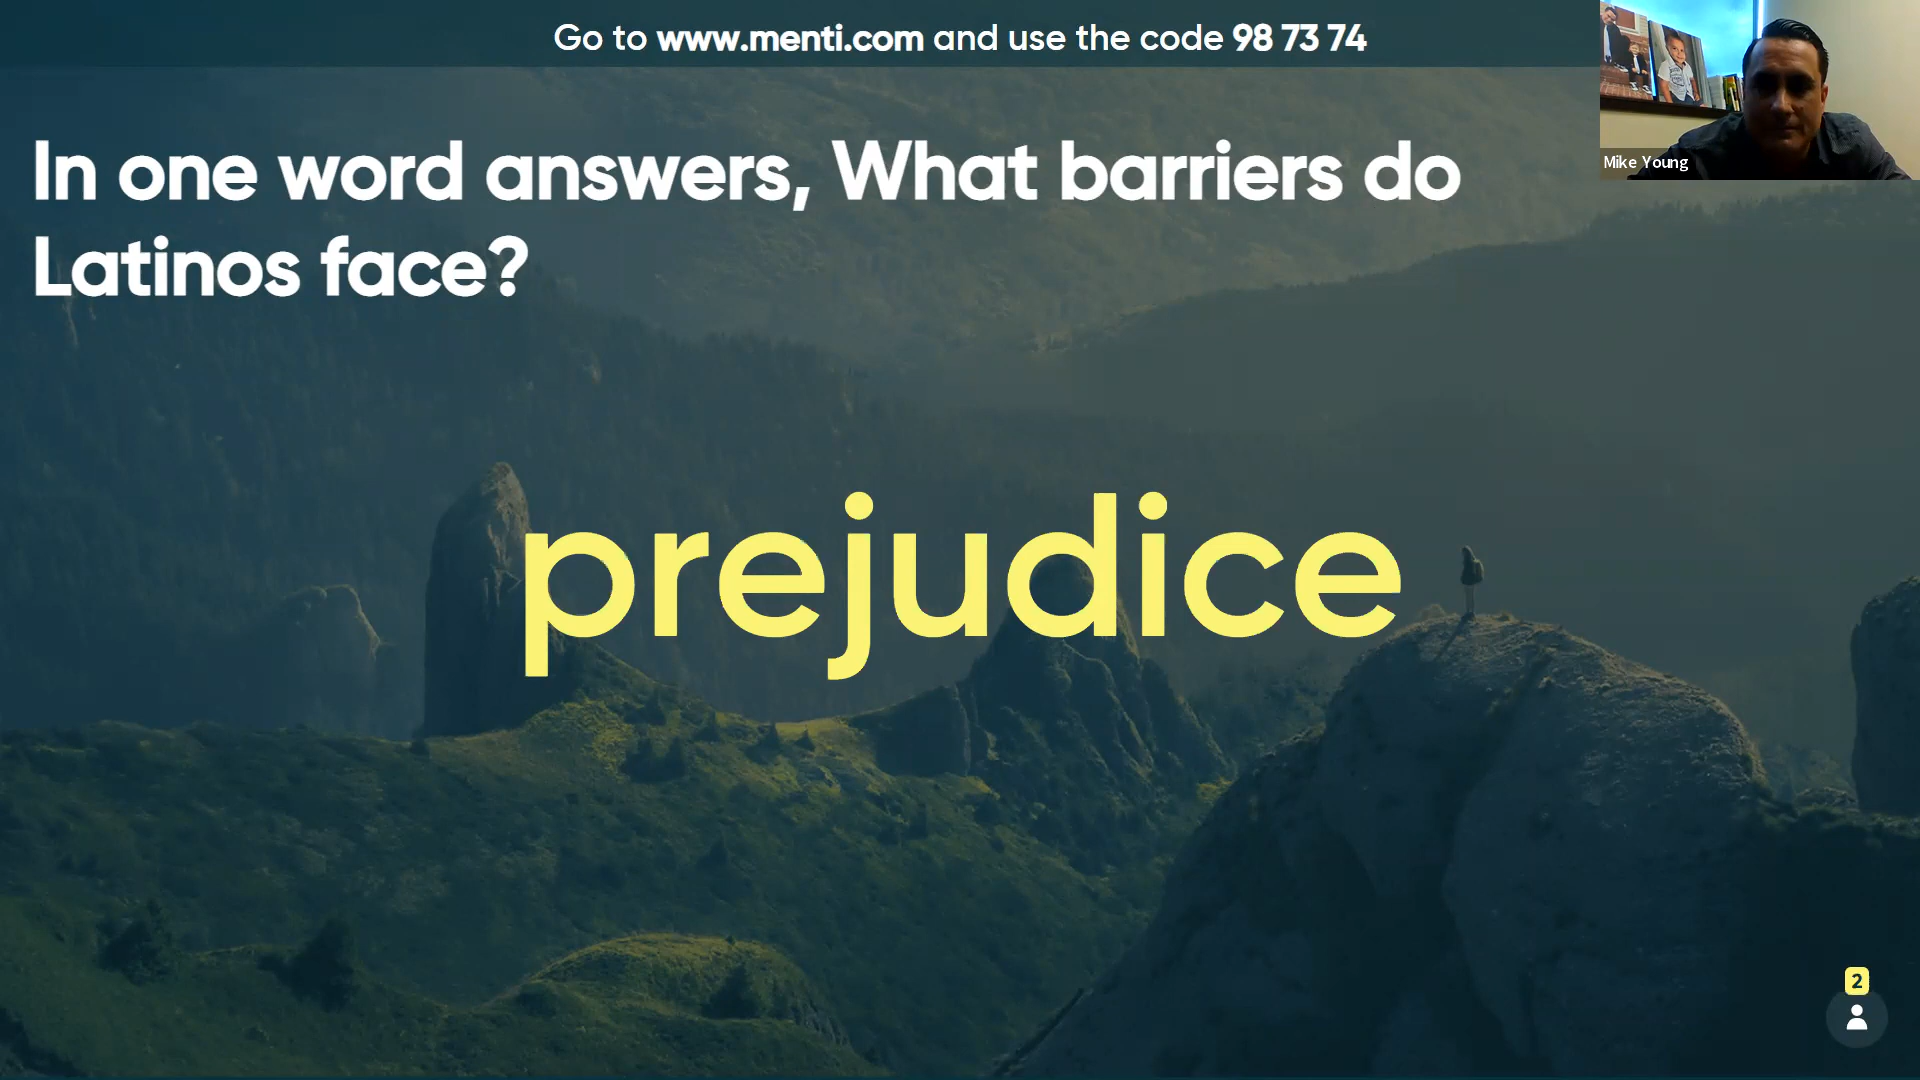 Go to www.menti.com and use the code 98 73 74
In one word answers, What barriers do
Latinos face?
Mike Young
prejudice
2